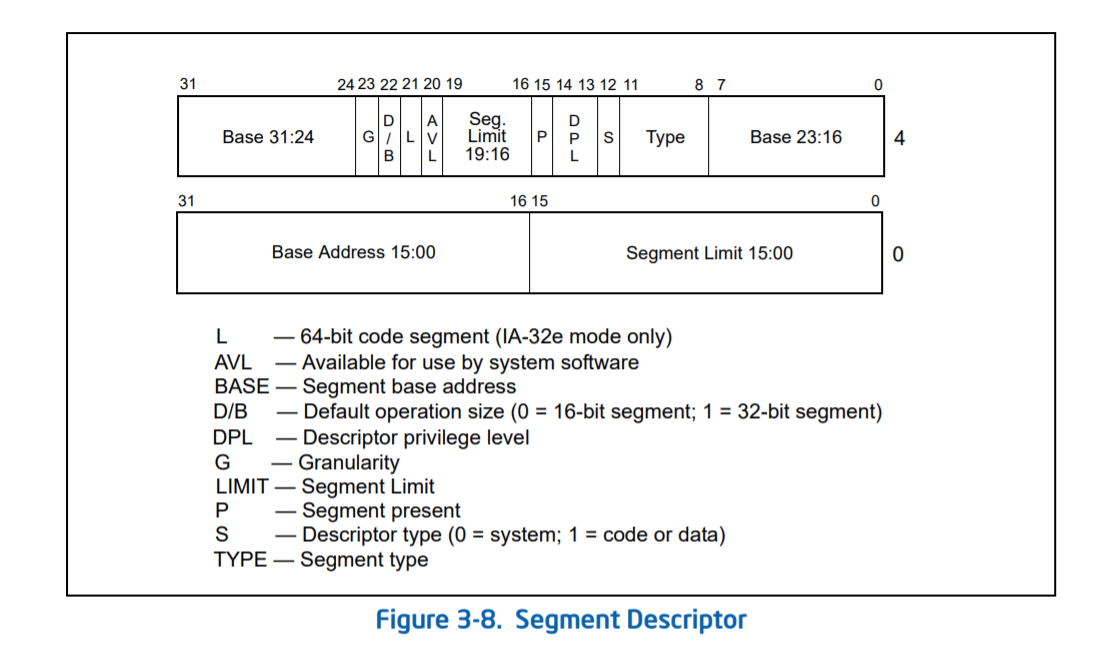 31 24 23 22 21 20 19 16 15 14 13 12 11 8 7 0
Base 31:24 G D/B L AVL Seg. Limit 19:16 P DPL S Type Base 23:16 4
31 16 15 0
Base Address 15:00 Segment Limit 15:00 0
L — 64-bit code segment (IA-32e mode only)
AVL — Available for use by system software
BASE — Segment base address
D/B — Default operation size (0 = 16-bit segment; 1 = 32-bit segment)
DPL — Descriptor privilege level
G — Granularity
LIMIT — Segment Limit
P — Segment present
S — Descriptor type (0 = system; 1 = code or data)
TYPE — Segment type
Figure 3-8. Segment Descriptor